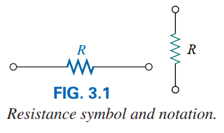 R
R
FIG. 3.1
Resistance symbol and notation.